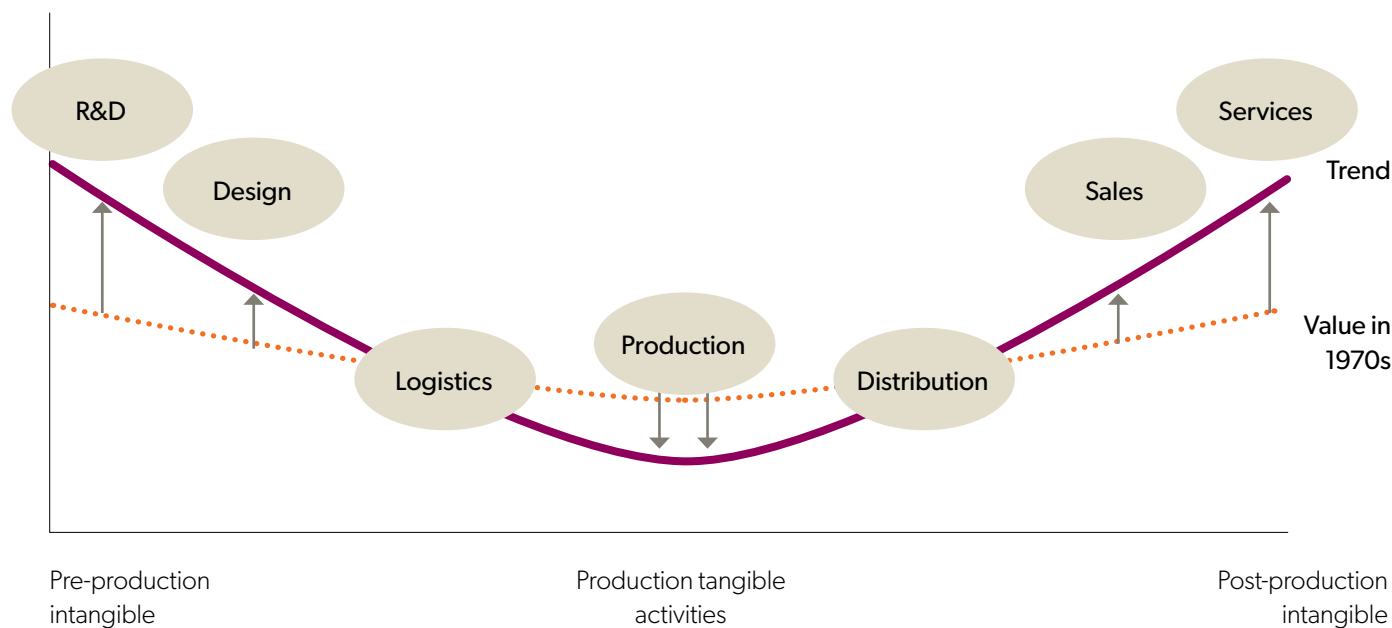 R&D
Services
Trend
Design
Sales
Value in
1970s
Production
Logistics
Distribution
Pre-production
intangible
Production tangible
activities
Post-production
intangible